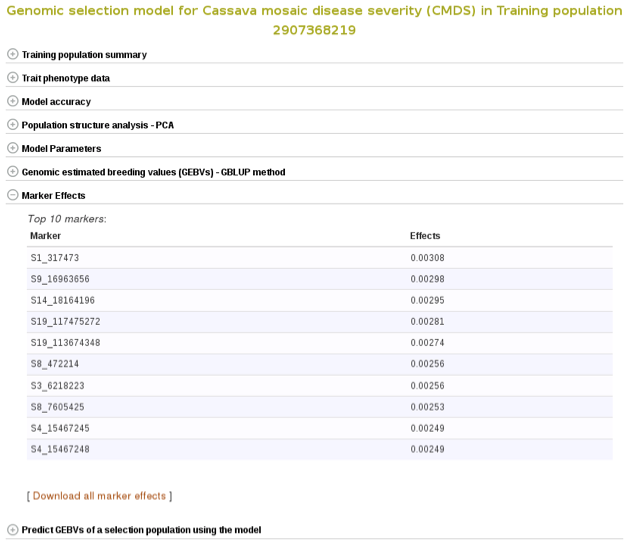 Genomic selection model for Cassava mosaic disease severity (CMDS) in Training population
2907368219
Training population summary
Trait phenotype data
Model accuracy
Population structure analysis - PCA
Model Parameters
Genomic estimated breeding values (GEBVs) - GBLUP method
Marker Effects
Top 10 markers:
Marker Effects
S1_317473 0.00308
S9_16963656 0.00298
S14_18164196 0.00295
S19_117475272 0.00281
S19_113674348 0.00274
S8_472214 0.00256
S3_6218223 0.00256
S8_7605425 0.00253
S4_15467245 0.00249
S4_15467248 0.00249
[ Download all marker effects ]
Predict GEBVs of a selection population using the model